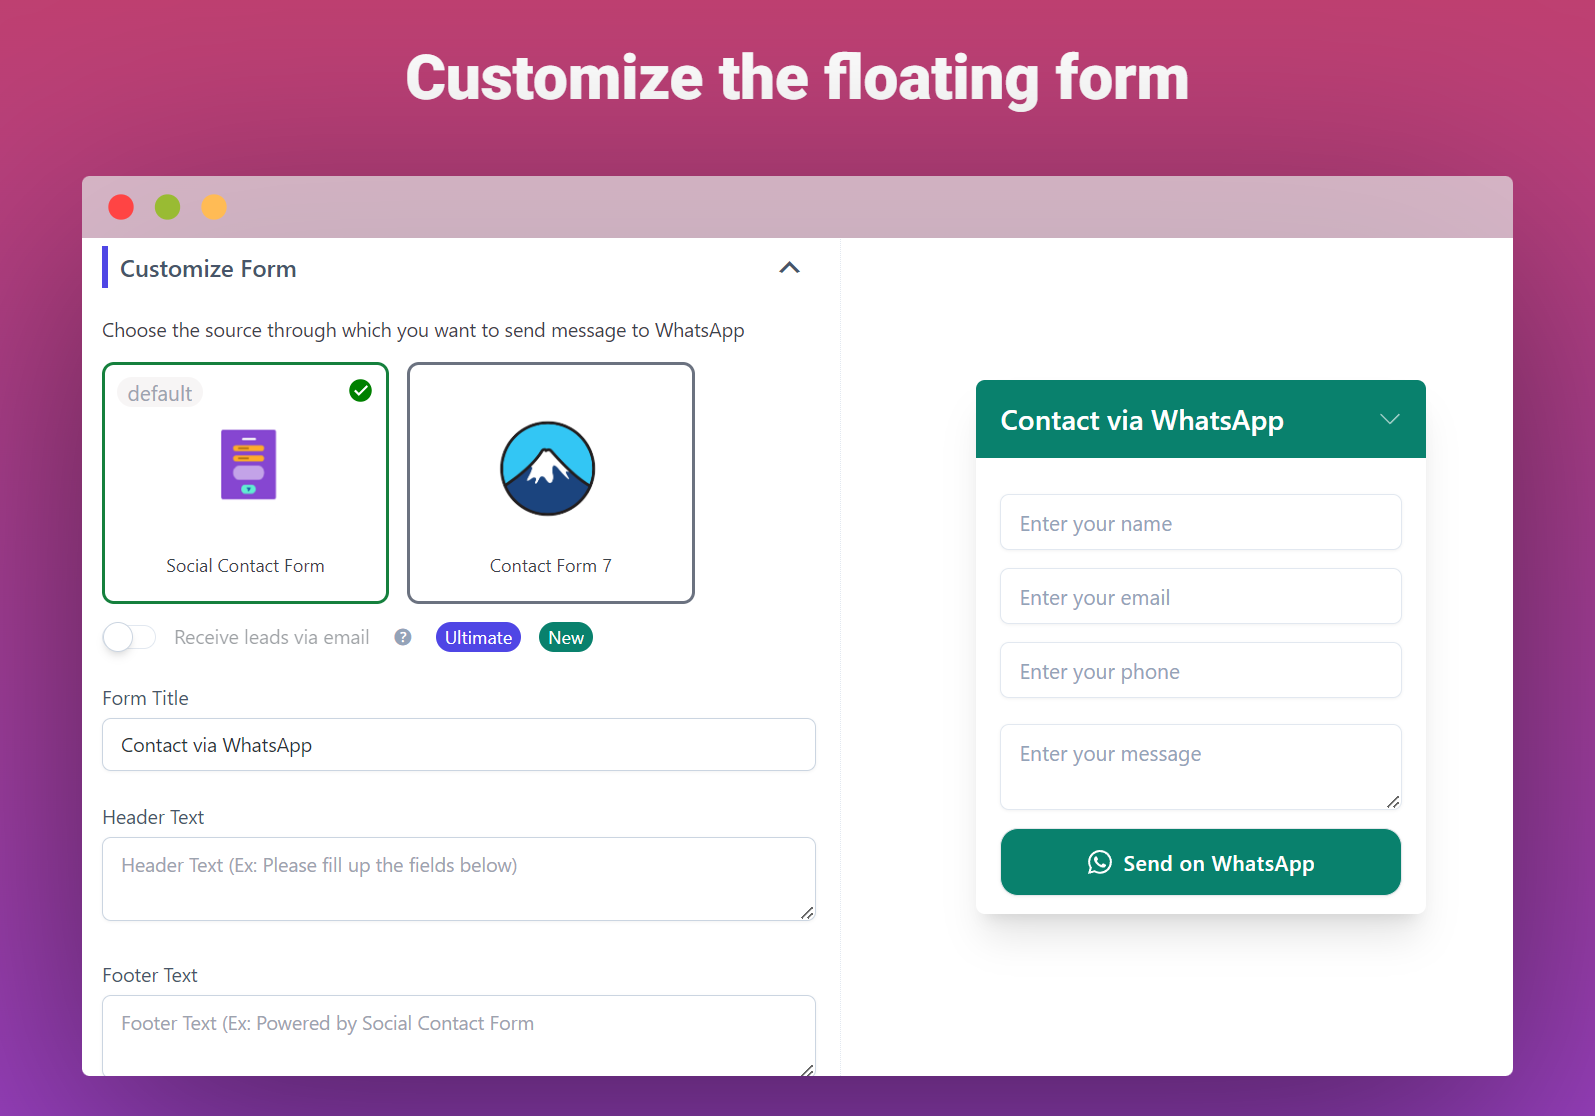 Customize the floating form
Customize Form
Choose the source through which you want to send message to WhatsApp
default
Social Contact Form
Contact Form 7
Receive leads via email ? Ultimate New
Form Title
Contact via WhatsApp
Header Text
Header Text (Ex: Please fill up the fields below)
Footer Text
Footer Text (Ex: Powered by Social Contact Form
Contact via WhatsApp
Enter your name
Enter your email
Enter your phone
Enter your message
Send on WhatsApp